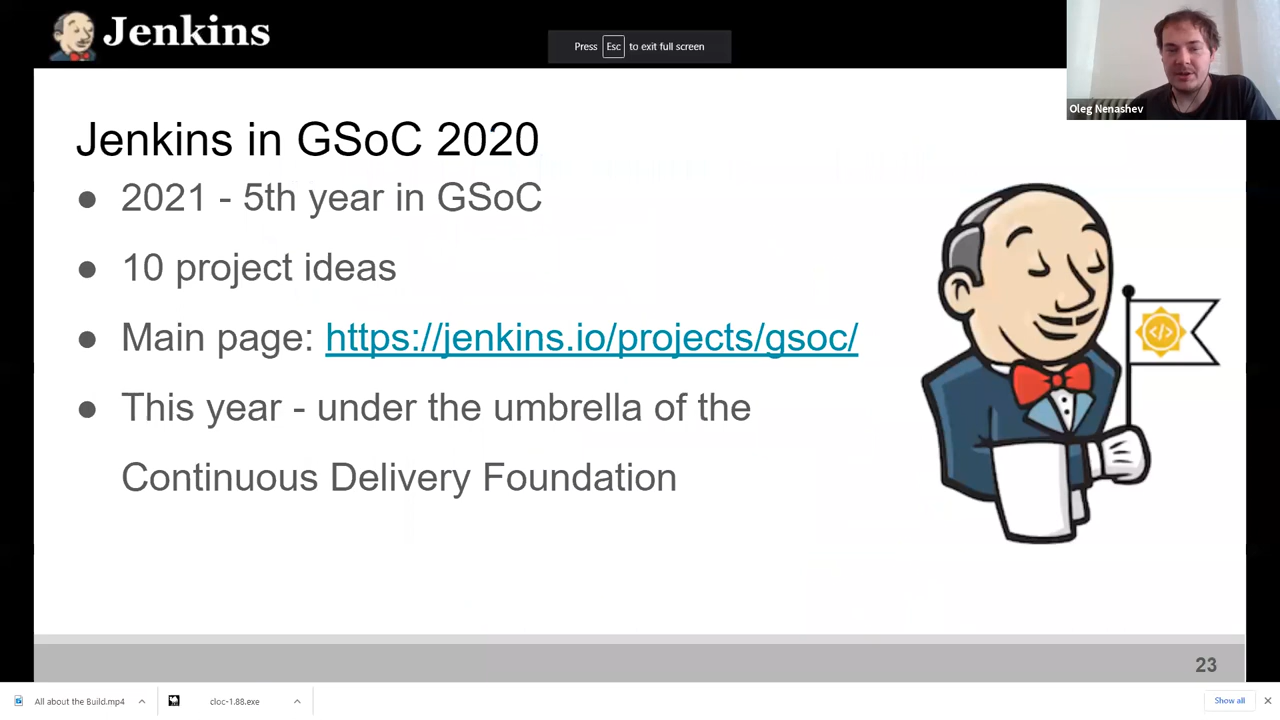 Jenkins
Press Esc to exit full screen
Oleg Nenashev
Jenkins in GSoC 2020
● 2021 - 5th year in GSoC
● 10 project ideas
● Main page: https://jenkins.io/projects/gsoc/
● This year - under the umbrella of the
Continuous Delivery Foundation
</>
23
All about the Build.mp4
cloc-1.88.exe
Show all